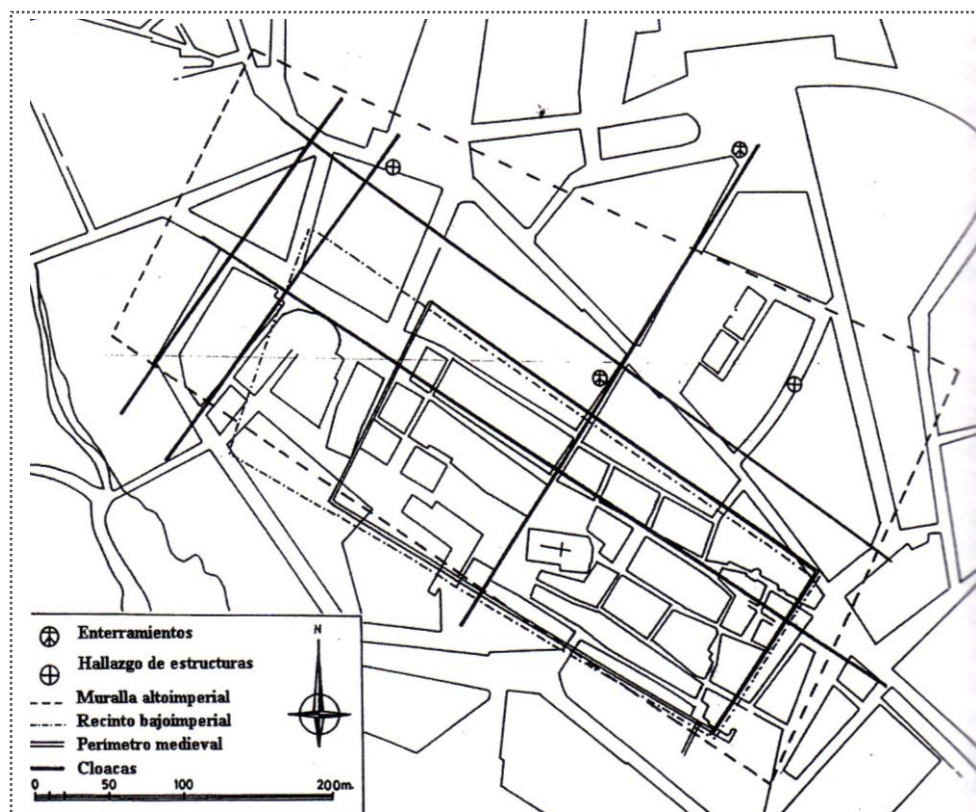 Enterramientos
Hallazgo de estructuras
Muralla altoimperial
Recinto bajoimperial
Perímetro medieval
Cloacas
N
0 50 100 200m.